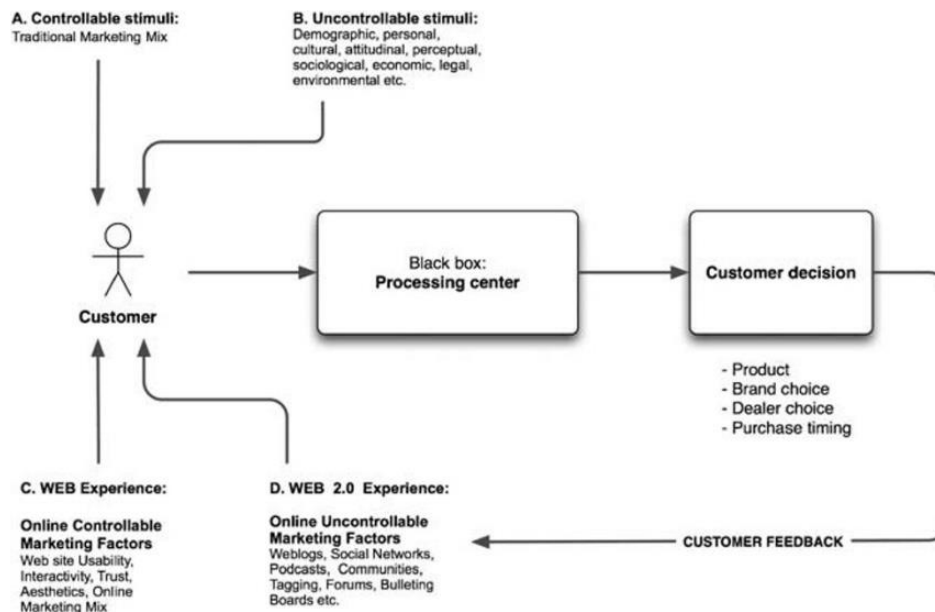 A. Controllable stimuli:
Traditional Marketing Mix
B. Uncontrollable stimuli:
Demographic, personal,
cultural, attitudinal, perceptual,
sociological, economic, legal,
environmental etc.
Customer
Black box:
Processing center
Customer decision
- Product
- Brand choice
- Dealer choice
- Purchase timing
C. WEB Experience:
Online Controllable
Marketing Factors
Web site Usability,
Interactivity, Trust,
Aesthetics, Online
Marketing Mix
D. WEB 2.0 Experience:
Online Uncontrollable
Marketing Factors
Weblogs, Social Networks,
Podcasts, Communities,
Tagging, Forums, Bulleting
Boards etc.
CUSTOMER FEEDBACK